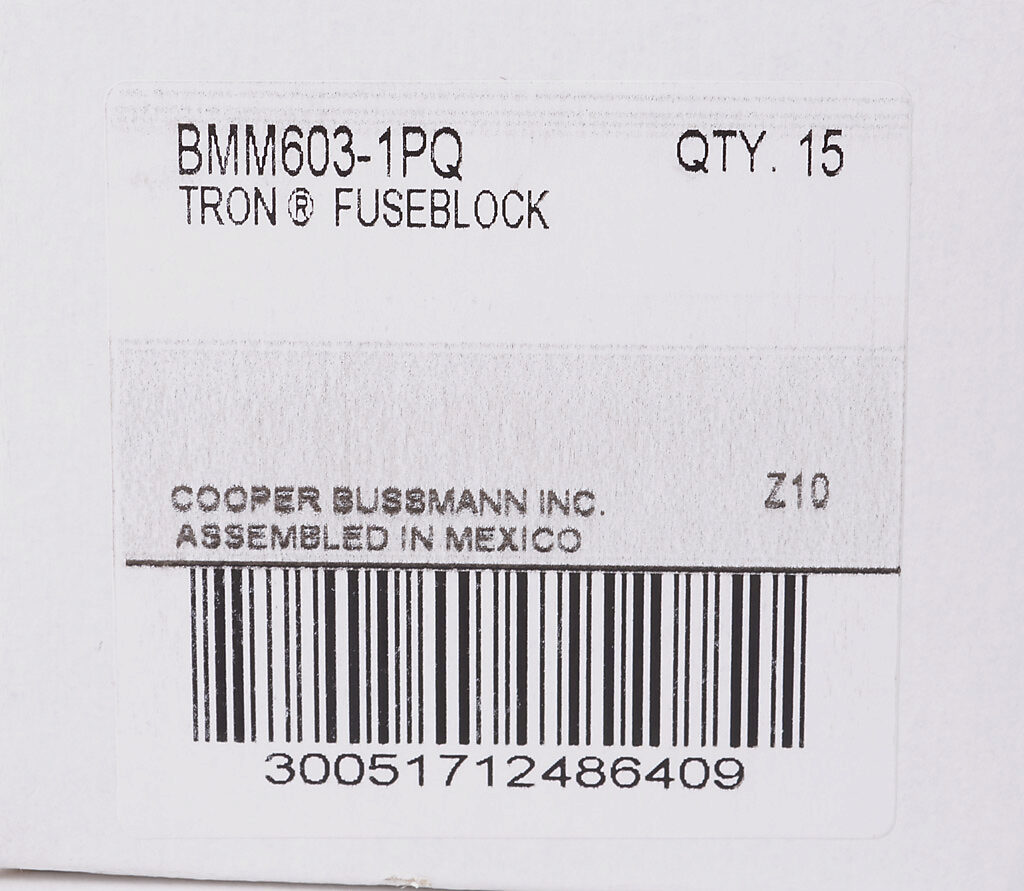 BMM603-1PQ QTY. 15
TRON® FUSEBLOCK
COOPER BUSSMANN INC. Z10
ASSEMBLED IN MEXICO
30051712486409